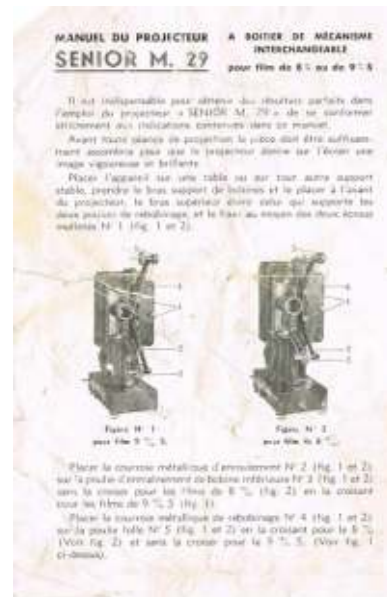 MANUEL DU PROJECTEUR
SENIOR M. 29
A BOITIER DE MÉCANISME
INTERCHANGEABLE
pour film de 8 m/m ou de 9 m/m 5
Il est indispensable pour obtenir des résultats parfaits dans
l'emploi du projecteur « SENIOR M. 29 » de se conformer
strictement aux indications contenues dans ce manuel.
Avant toute séance de projection la pièce doit être suffisam-
ment assombrie pour que le projecteur donne sur l'écran une
image vigoureuse et brillante.
Placer l'appareil sur une table ou sur tout autre support
stable, prendre le bras support de bobines et le placer à l'avant
du projecteur, le bras supérieur étant celui qui supporte les
deux poulies de rebobinage, et le fixer au moyen des deux écrous
moletés N° 1 (fig. 1 et 2).
Figure N° 1
pour film 9 m/m 5.
Figure N° 2
pour film de 8 m/m.
Placer la courroie métallique d'enroulement N° 2 (fig. 1 et 2)
sur la poulie d'entraînement de bobine inférieure N° 3 (fig. 1 et 2)
sans la croiser pour les films de 8 m/m (fig. 2) en la croisant
pour les films de 9 m/m 5 (fig. 1).
Placer la courroie métallique de rebobinage N° 4 (fig. 1 et 2)
sur la poulie folle N° 5 (fig. 1 et 2) en la croisant pour le 8 m/m
(Voir fig. 2) et sans la croiser pour le 9 m/m 5. (Voir fig. 1
ci-dessus).